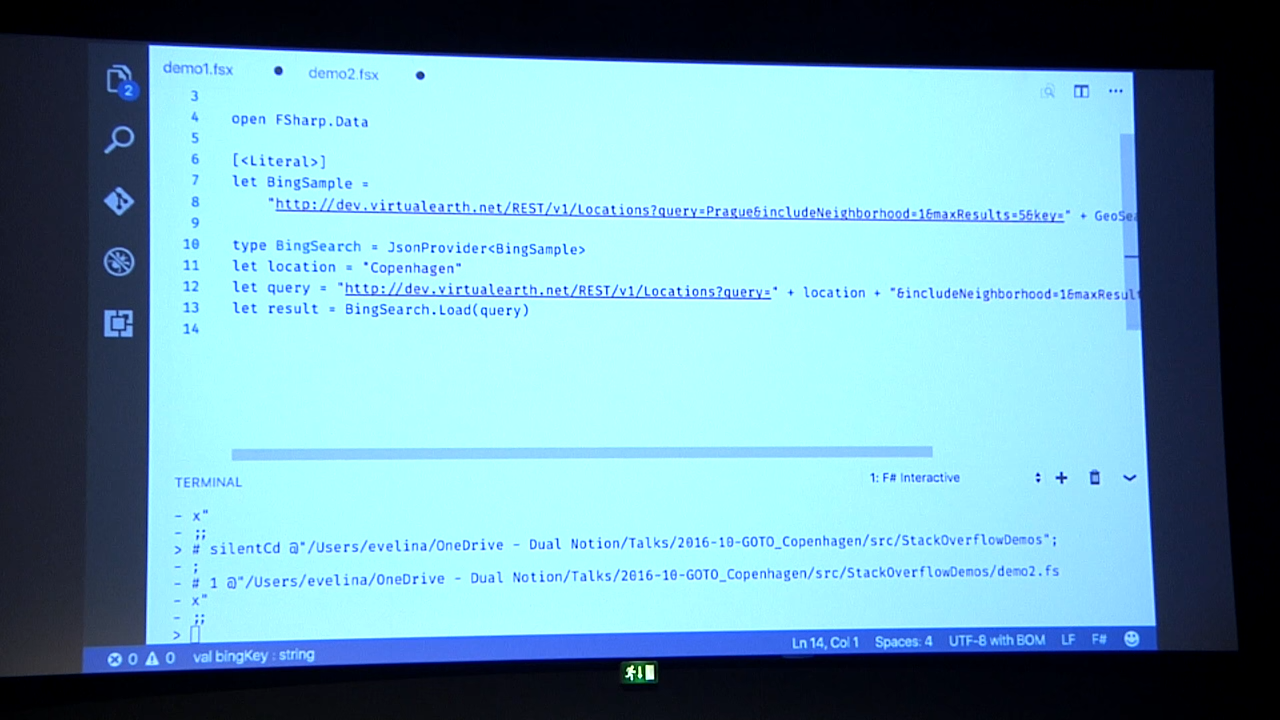 demo1.fsx
demo2.fsx
2
3
4 open FSharp.Data
5
6 [<Literal>]
7 let BingSample =
8 "http://dev.virtualearth.net/REST/v1/Locations?query=Prague&includeNeighborhood=1&maxResults=5&key=" + GeoSea
9
10 type BingSearch = JsonProvider<BingSample>
11 let location = "Copenhagen"
12 let query = "http://dev.virtualearth.net/REST/v1/Locations?query=" + location + "&includeNeighborhood=1&maxResult
13 let result = BingSearch.Load(query)
14
TERMINAL
1: F# Interactive
- x"
- ;;
> # silentCd @"/Users/evelina/OneDrive - Dual Notion/Talks/2016-10-GOTO_Copenhagen/src/StackOverflowDemos";
- ;
- # 1 @"/Users/evelina/OneDrive - Dual Notion/Talks/2016-10-GOTO_Copenhagen/src/StackOverflowDemos/demo2.fs
- x"
- ;;
>
0 0 val bingKey : string
Ln 14, Col 1 Spaces: 4 UTF-8 with BOM LF F#